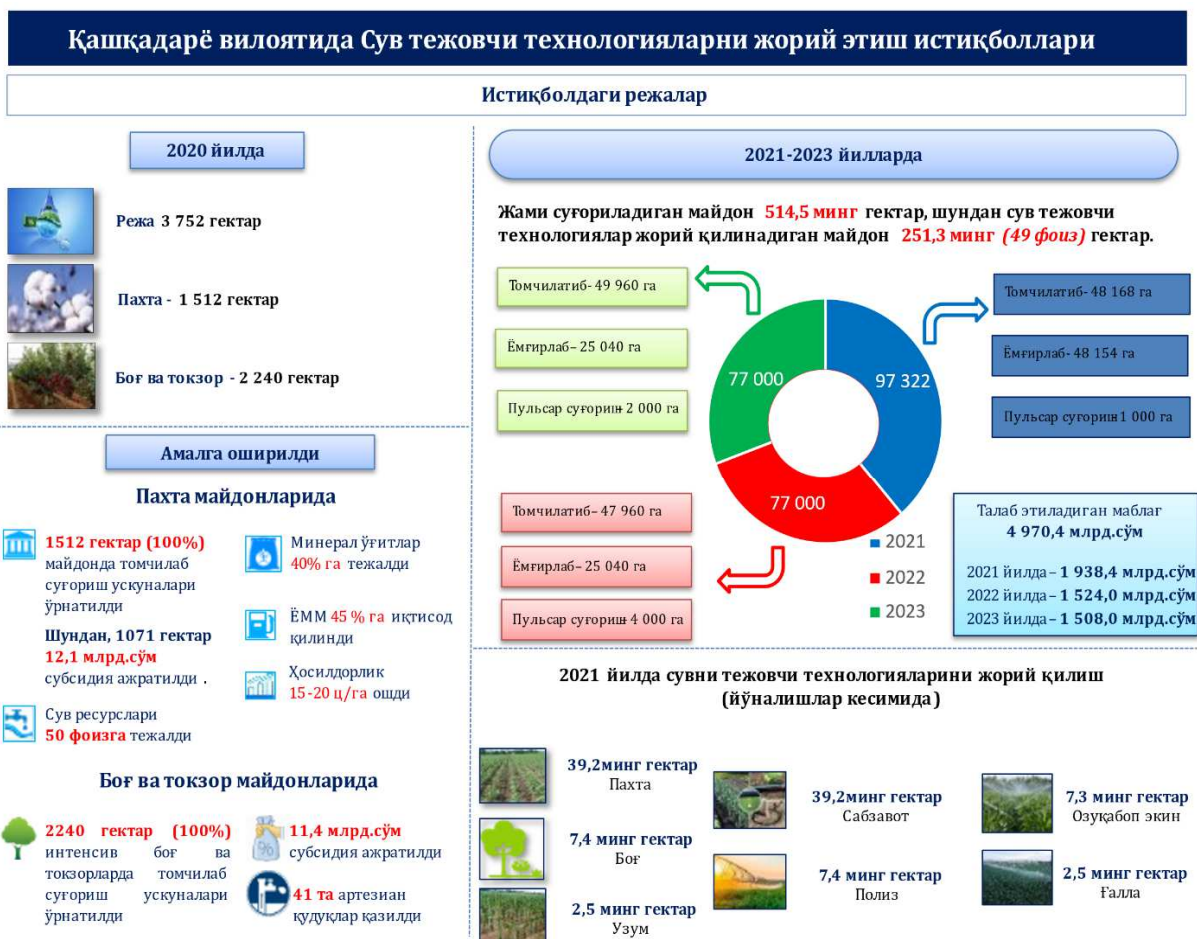 Қашқадарё вилоятида Сув тежовчи технологияларни жорий этиш истиқболлари
Истиқболдаги режалар
2020 йилда
Режа 3 752 гектар
Пахта - 1 512 гектар
Боғ ва токзор - 2 240 гектар
Амалга оширилди
Пахта майдонларида
1512 гектар (100%)
майдонда томчилаб
суғориш ускуналари
ўрнатилди
Шундан, 1071 гектар
12,1 млрд.сўм
субсидия ажратилди .
Сув ресурслари
50 фоизга тежалди
Минерал ўғитлар
40% га тежалди
ЁММ 45 % га иқтисод
қилинди
Ҳосилдорлик
15-20 ц/га ошди
Боғ ва токзор майдонларида
2240 гектар (100%)
интенсив боғ ва
токзорларда томчилаб
суғориш ускуналари
ўрнатилди
11,4 млрд.сўм
субсидия ажратилди
41 та артезиан
қудуқлар қазилди
2021-2023 йилларда
Жами суғориладиган майдон 514,5 минг гектар, шундан сув тежовчи
технологиялар жорий қилинадиган майдон 251,3 минг (49 фоиз) гектар.
Томчилатиб- 49 960 га
Ёмғирлаб– 25 040 га
Пульсар суғориш- 2 000 га
77 000
97 322
77 000
Томчилатиб- 48 168 га
Ёмғирлаб- 48 154 га
Пульсар суғориш-1 000 га
Томчилатиб– 47 960 га
Ёмғирлаб– 25 040 га
Пульсар суғориш- 4 000 га
2021
2022
2023
Талаб этиладиган маблағ
4 970,4 млрд.сўм
2021 йилда– 1 938,4 млрд.сўм
2022 йилда– 1 524,0 млрд.сўм
2023 йилда– 1 508,0 млрд.сўм
2021 йилда сувни тежовчи технологияларини жорий қилиш
(йўналишлар кесимида)
39,2минг гектар
Пахта
7,4 минг гектар
Боғ
2,5 минг гектар
Узум
39,2минг гектар
Сабзавот
7,4 минг гектар
Полиз
7,3 минг гектар
Озуқабоп экин
2,5 минг гектар
Ғалла